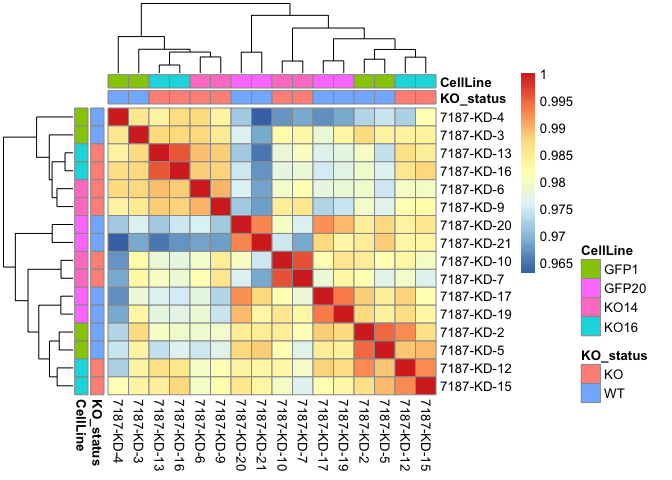 CellLine
KO_status
7187-KD-4
7187-KD-3
7187-KD-13
7187-KD-16
7187-KD-6
7187-KD-9
7187-KD-20
7187-KD-21
7187-KD-10
7187-KD-7
7187-KD-17
7187-KD-19
7187-KD-2
7187-KD-5
7187-KD-12
7187-KD-15
1
0.995
0.99
0.985
0.98
0.975
0.97
0.965
CellLine
GFP1
GFP20
KO14
KO16
KO_status
KO
WT
CellLine
KO_status
7187-KD-4
7187-KD-3
7187-KD-13
7187-KD-16
7187-KD-6
7187-KD-9
7187-KD-20
7187-KD-21
7187-KD-10
7187-KD-7
7187-KD-17
7187-KD-19
7187-KD-2
7187-KD-5
7187-KD-12
7187-KD-15